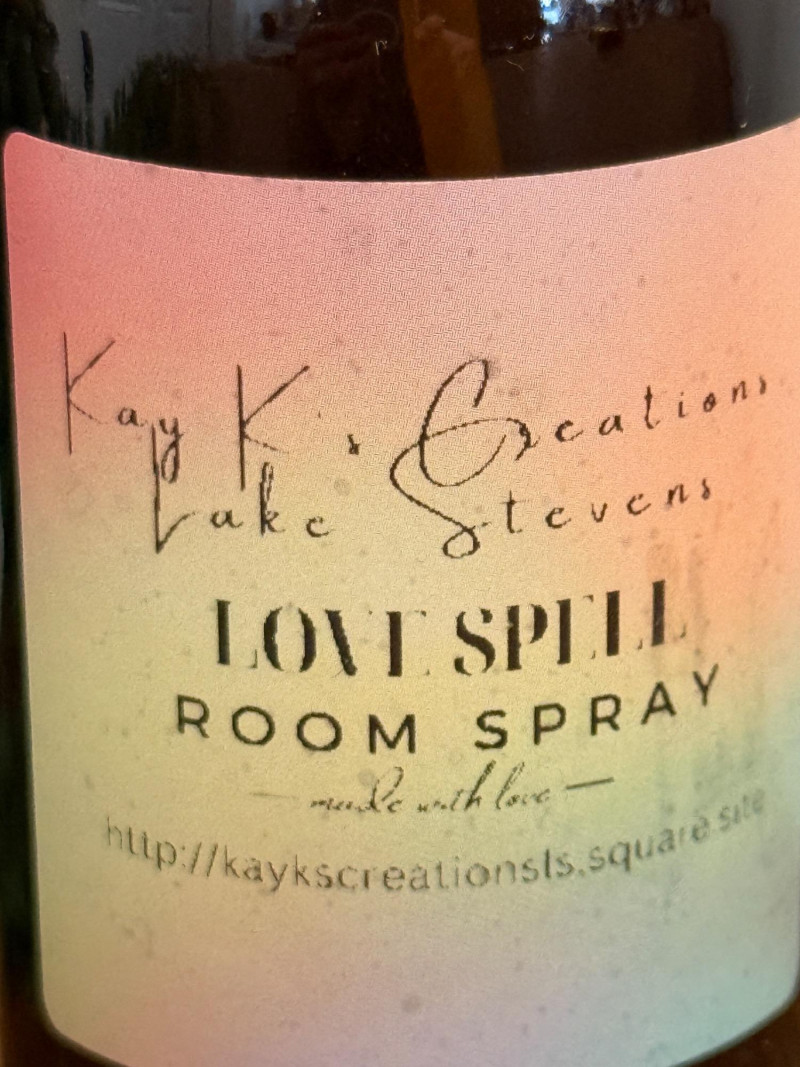 Kay K's Creations
Lake Stevens
LOVE SPELL
ROOM SPRAY
made with love
http://kaykscreationsls.square.site